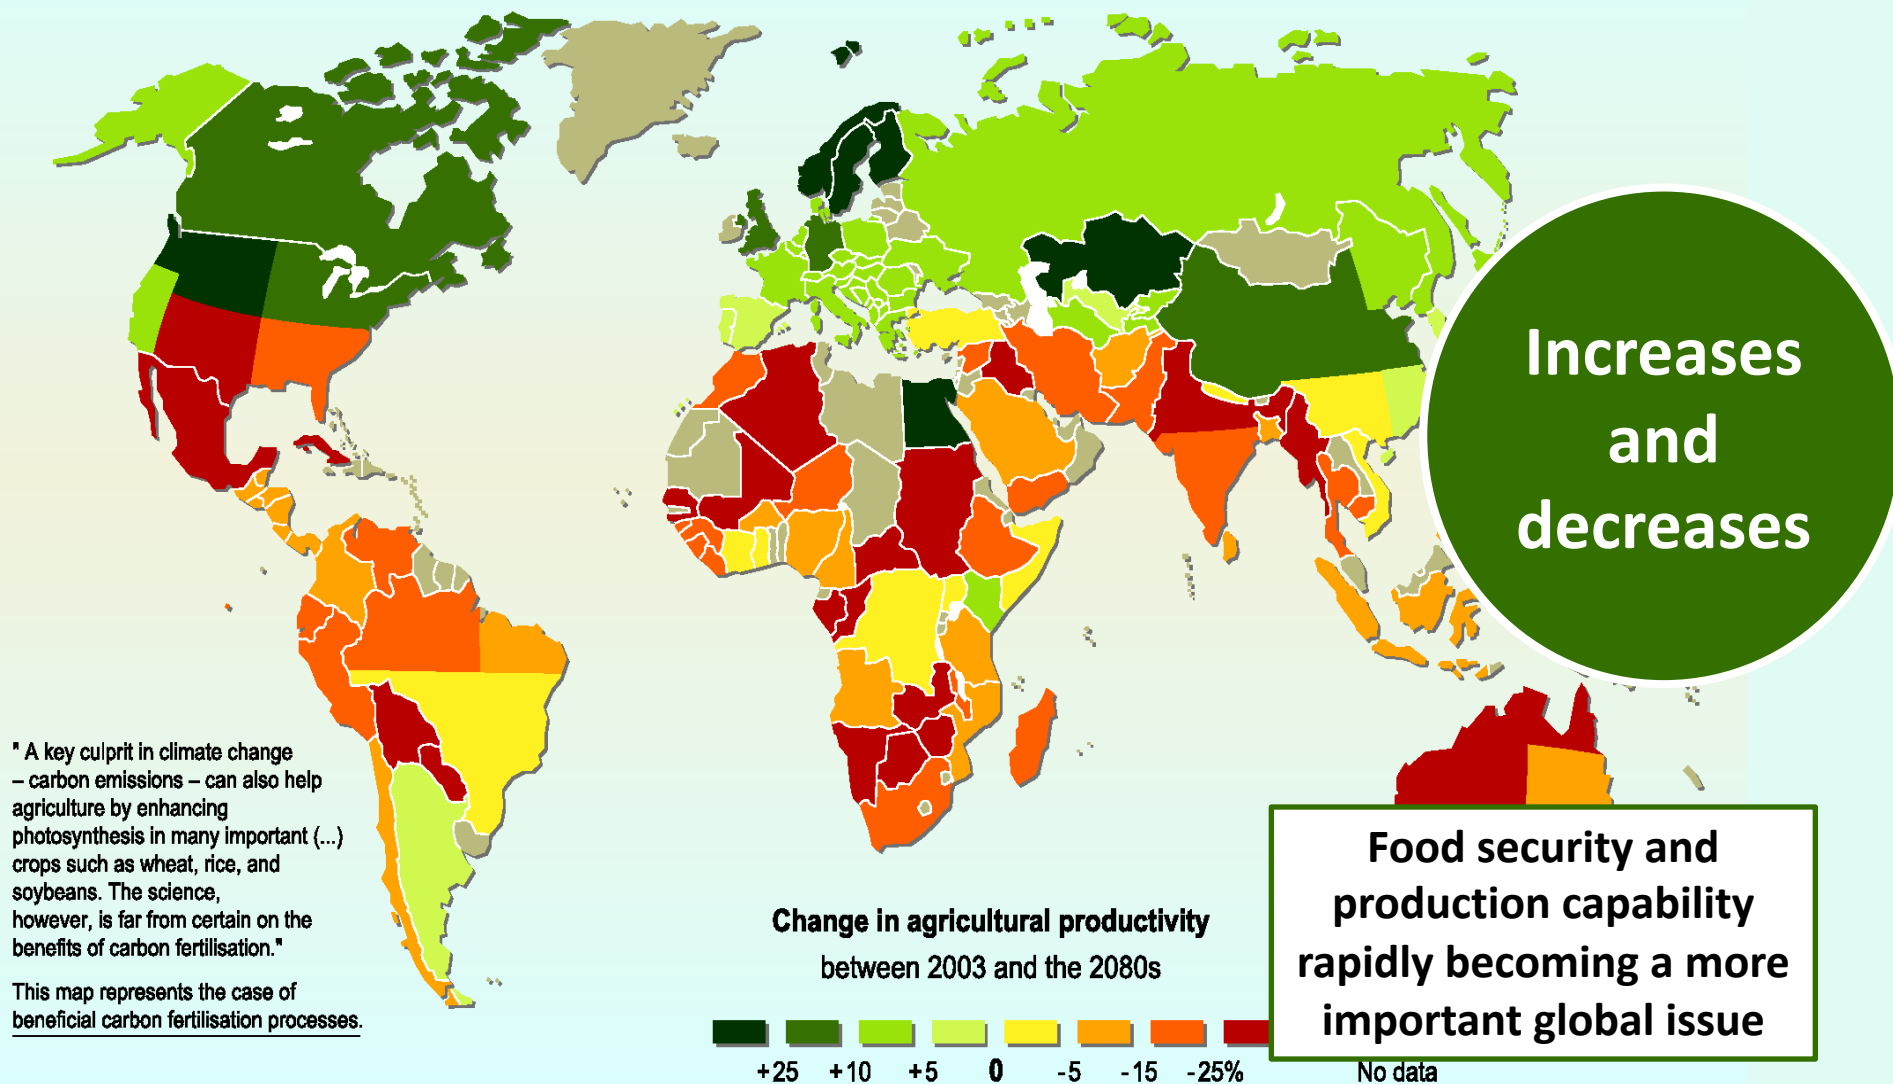 Increases
and
decreases
" A key culprit in climate change
– carbon emissions – can also help
agriculture by enhancing
photosynthesis in many important (...)
crops such as wheat, rice, and
soybeans. The science,
however, is far from certain on the
benefits of carbon fertilisation."
This map represents the case of
beneficial carbon fertilisation processes.
Change in agricultural productivity
between 2003 and the 2080s
+25 +10 +5 0 -5 -15 -25% No data
Food security and
production capability
rapidly becoming a more
important global issue